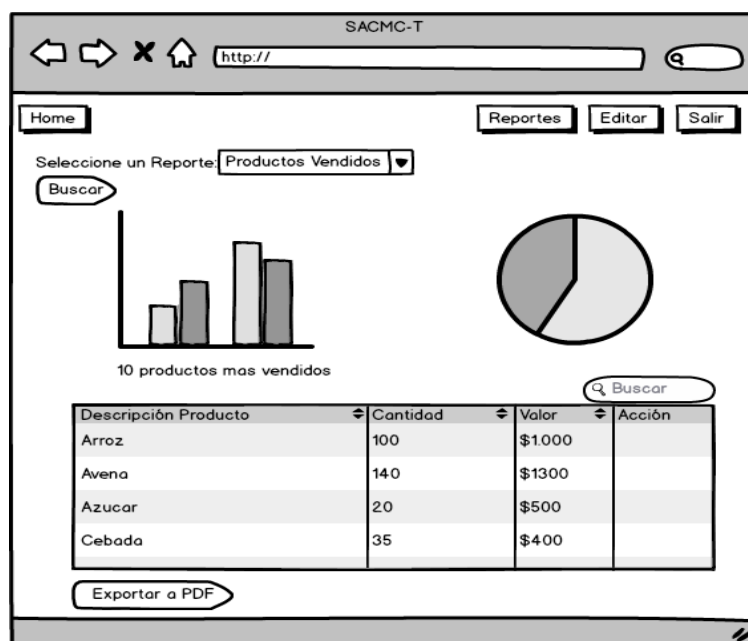 SACMC-T
http://
Home Reportes Editar Salir
Seleccione un Reporte: Productos Vendidos
Buscar
10 productos mas vendidos
Buscar
Descripción Producto Cantidad Valor Acción
Arroz 100 $1.000
Avena 140 $1300
Azucar 20 $500
Cebada 35 $400
Exportar a PDF